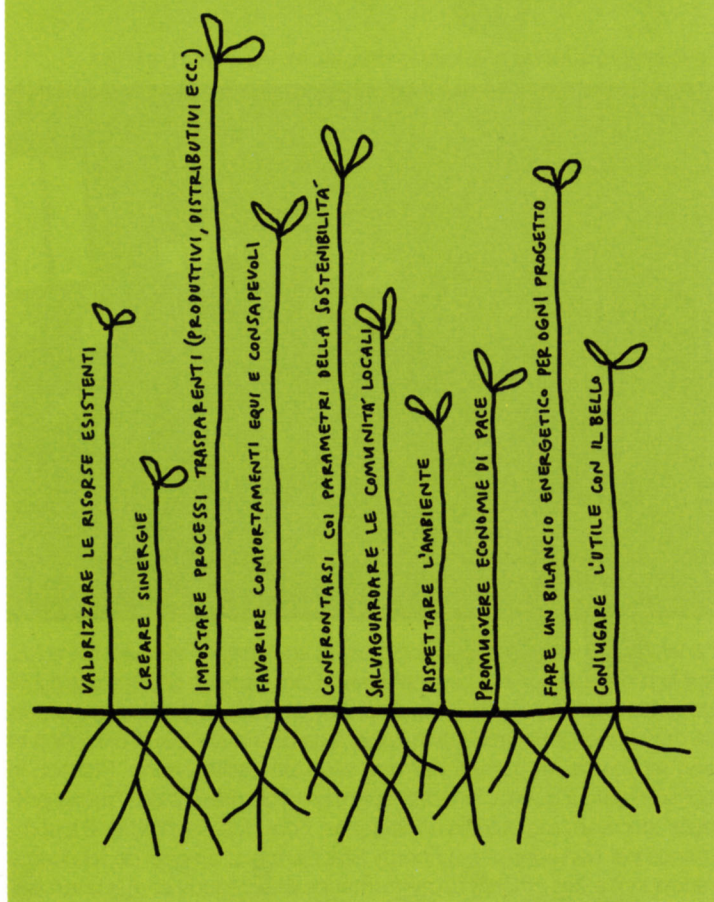 VALORIZZARE LE RISORSE ESISTENTI
CREARE SINERGIE
IMPOSTARE PROCESSI TRASPARENTI (PRODUTTIVI, DISTRIBUTIVI ECC.)
FAVORIRE COMPORTAMENTI EQUI E CONSAPEVOLI
CONFRONTARSI COI PARAMETRI DELLA SOSTENIBILITÀ
SALVAGUARDARE LE COMUNITÀ LOCALI
RISPETTARE L'AMBIENTE
PROMUOVERE ECONOMIE DI PACE
FARE UN BILANCIO ENERGETICO PER OGNI PROGETTO
CONIUGARE L'UTILE CON IL BELLO